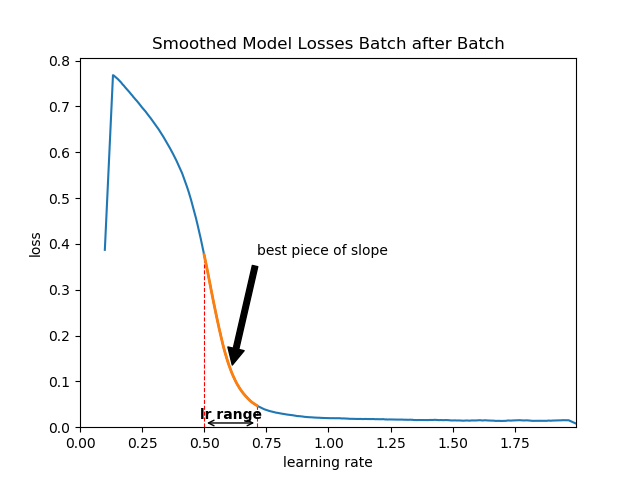 Smoothed Model Losses Batch after Batch
0.8
0.7
0.6
0.5
0.4
0.3
0.2
0.1
0.0
loss
best piece of slope
lr range
0.00 0.25 0.50 0.75 1.00 1.25 1.50 1.75
learning rate